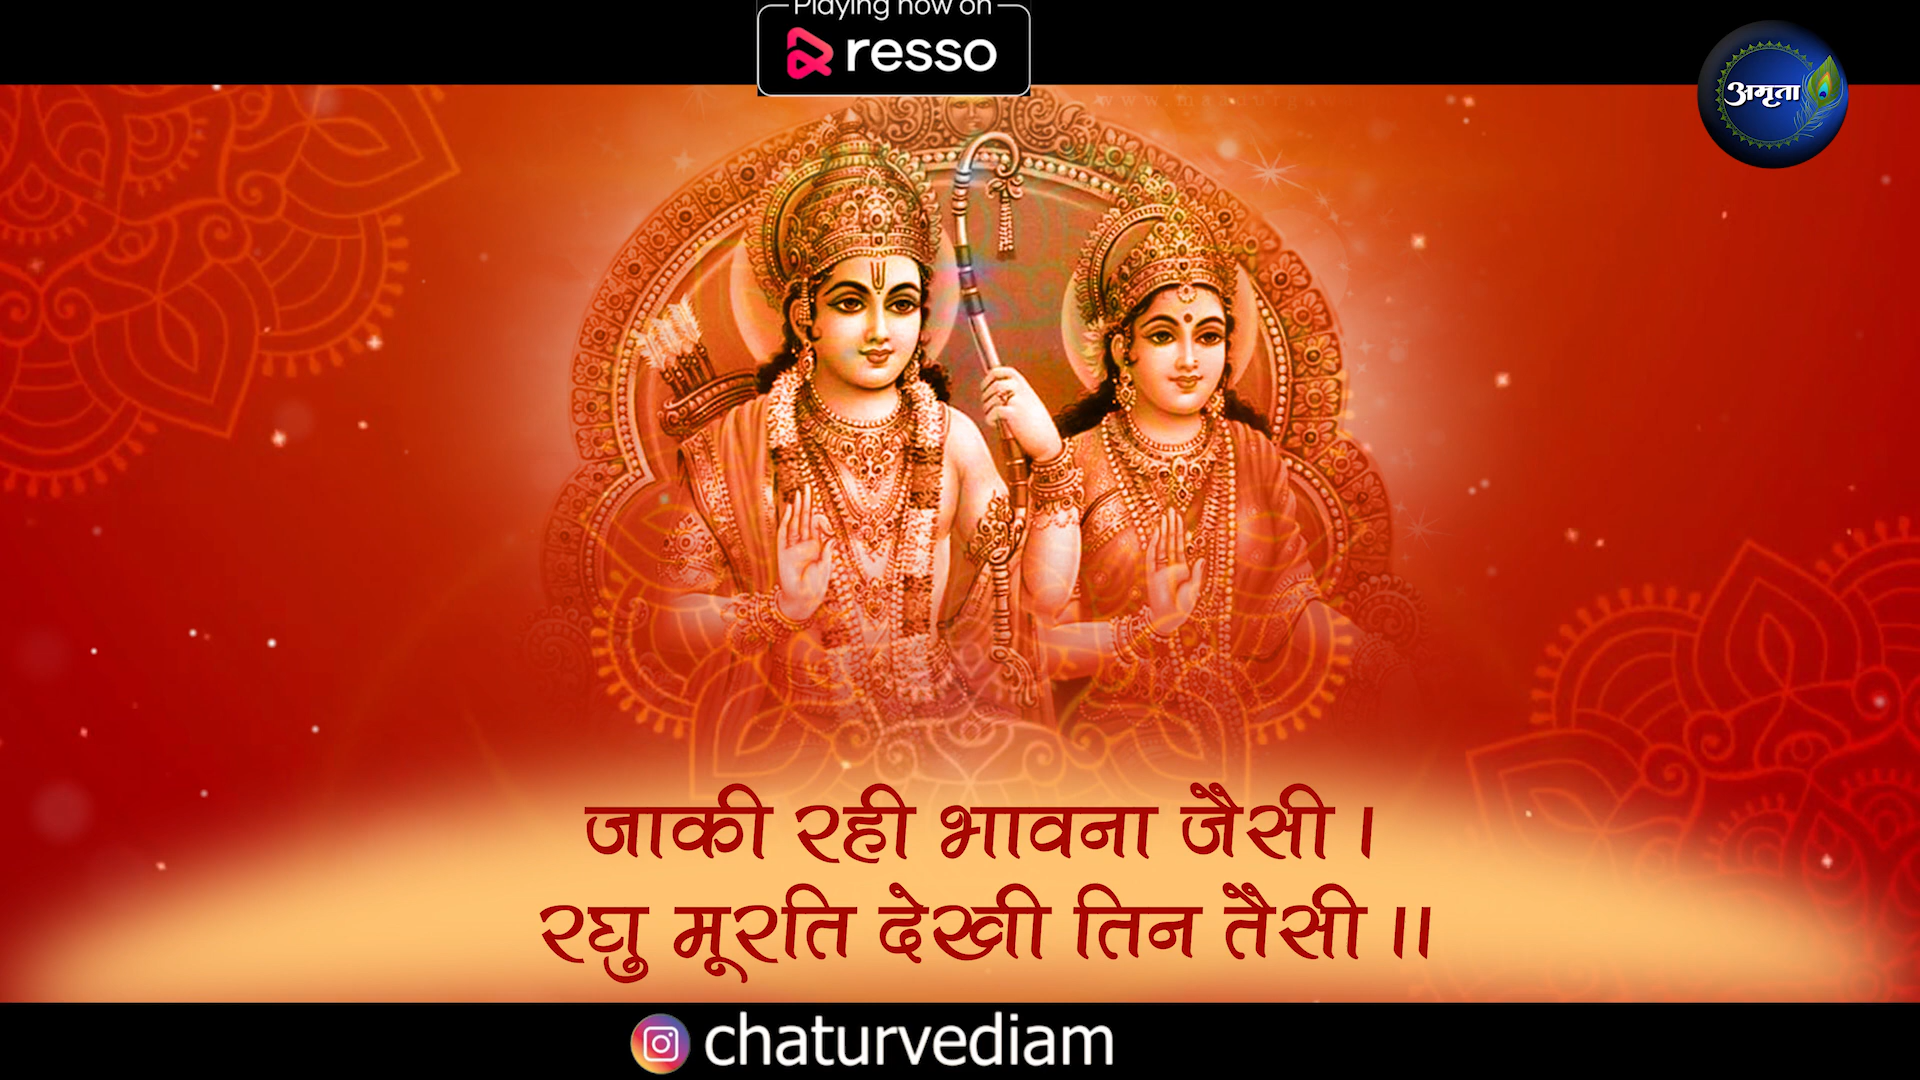 Playing now on
resso
अमृता
जाकी रही भावना जैसी ।
रघु मूरति देखी तिन तैसी ।।
chaturvediam